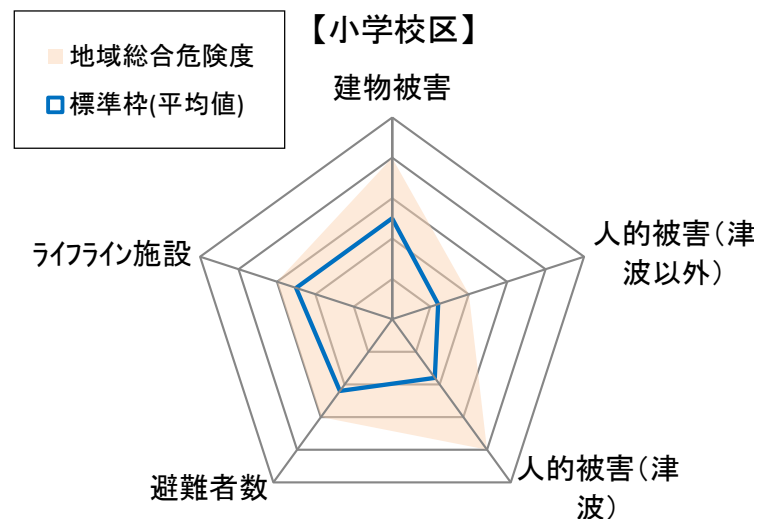 【小学校区】
地域総合危険度
標準枠(平均値)
建物被害
人的被害(津
波以外)
ライフライン施設
人的被害(津
波)
避難者数